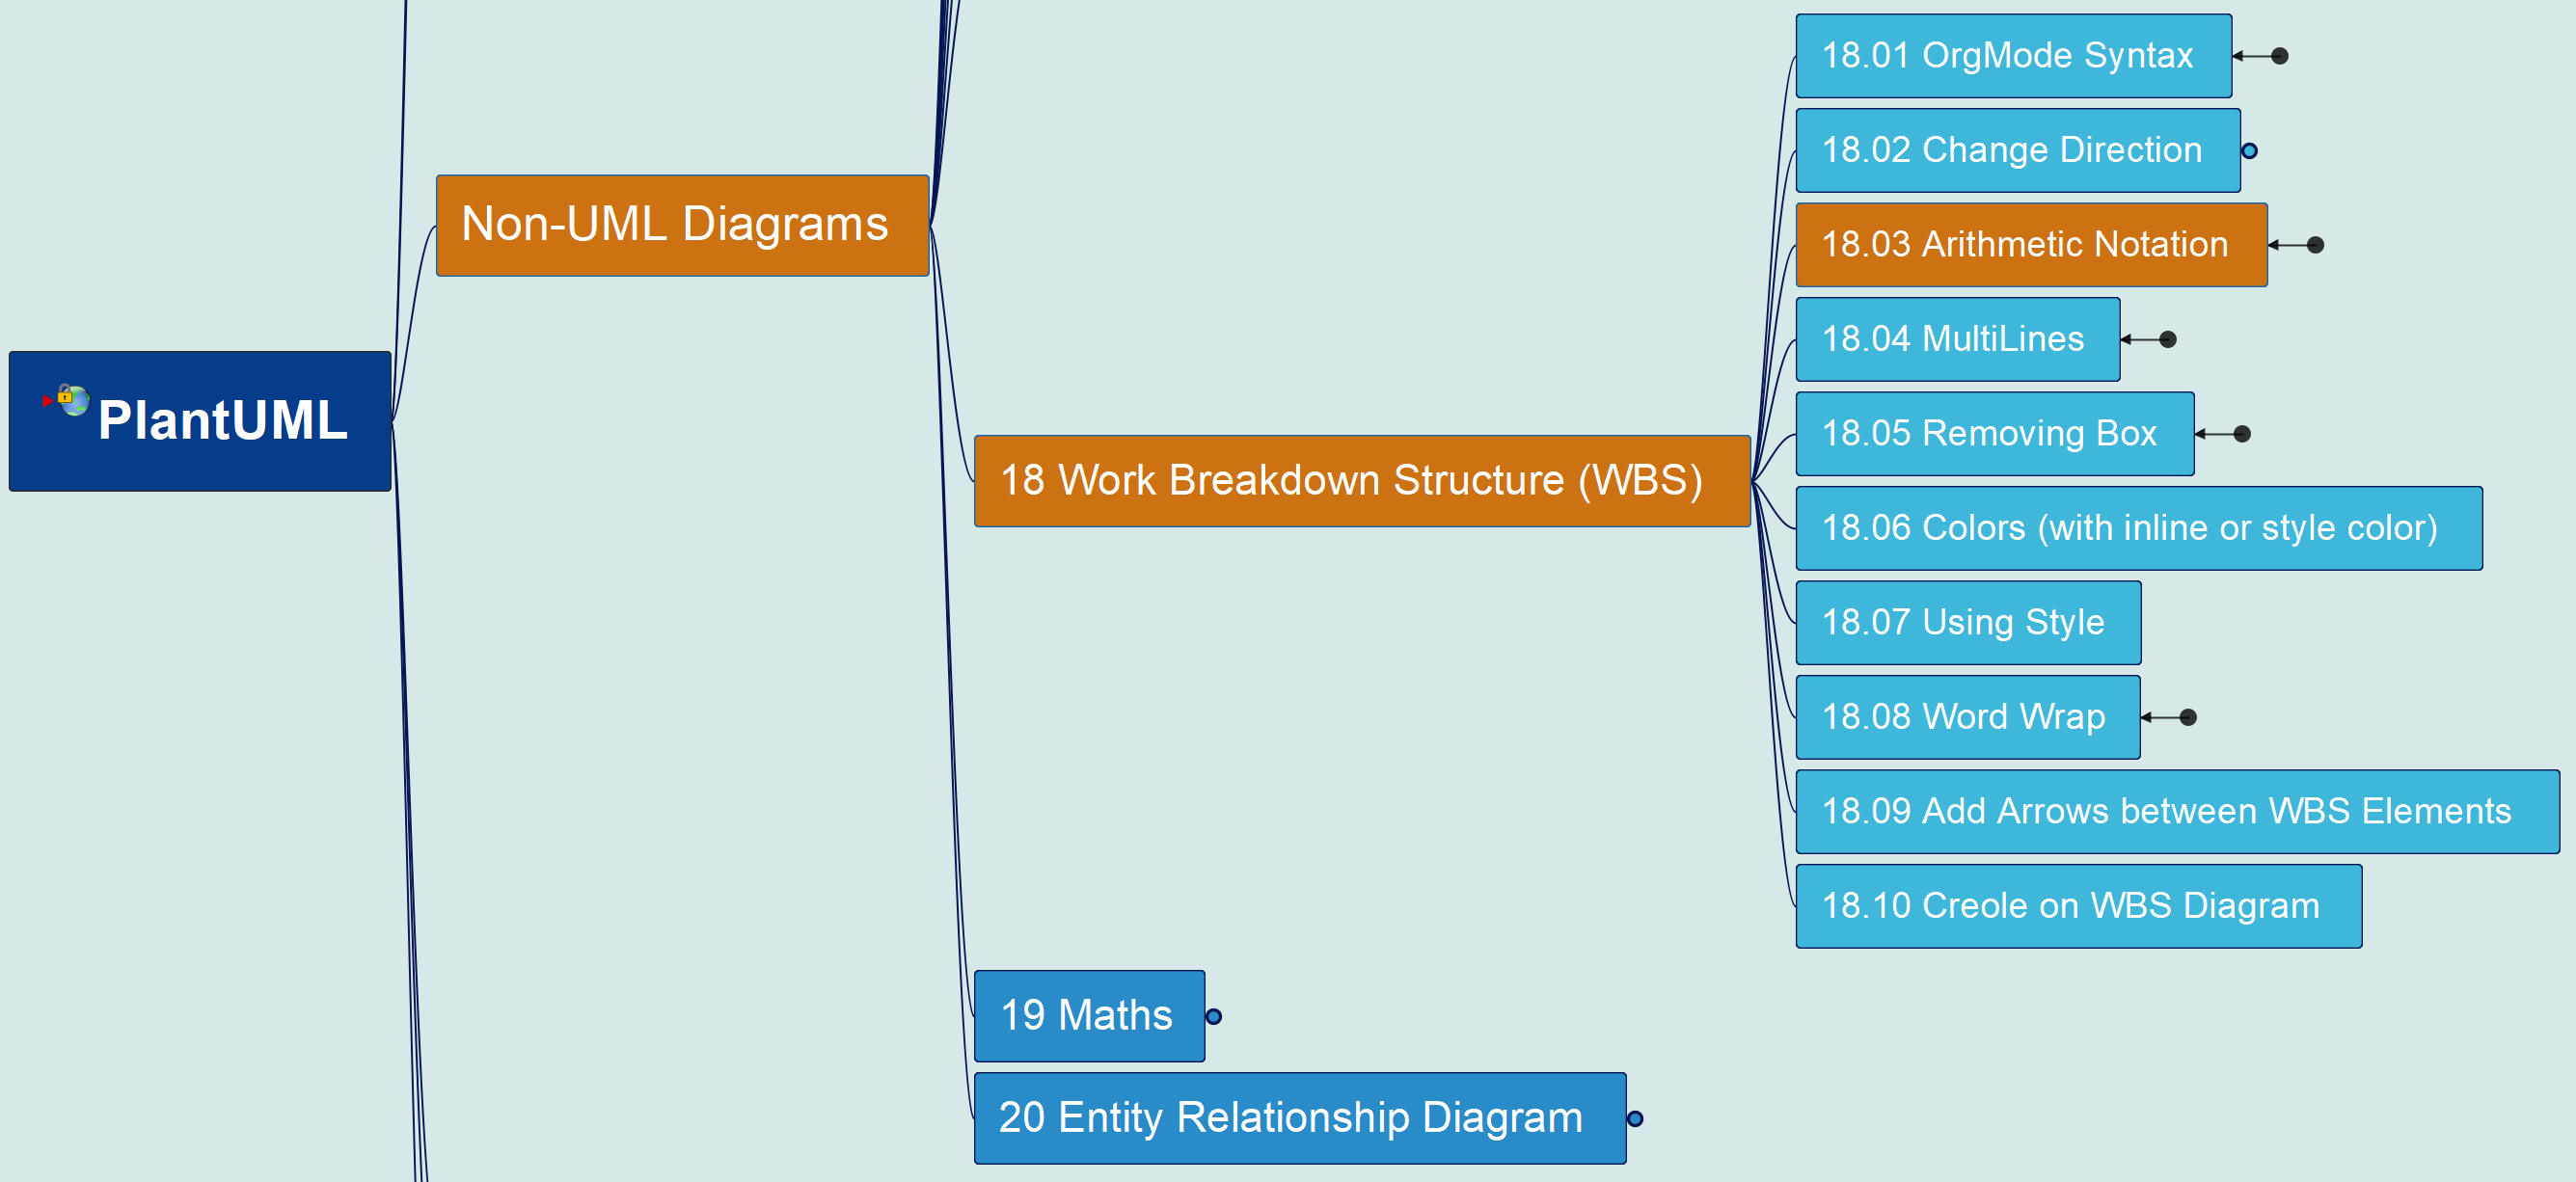 PlantUML
Non-UML Diagrams
18 Work Breakdown Structure (WBS)
18.01 OrgMode Syntax
18.02 Change Direction
18.03 Arithmetic Notation
18.04 MultiLines
18.05 Removing Box
18.06 Colors (with inline or style color)
18.07 Using Style
18.08 Word Wrap
18.09 Add Arrows between WBS Elements
18.10 Creole on WBS Diagram
19 Maths
20 Entity Relationship Diagram